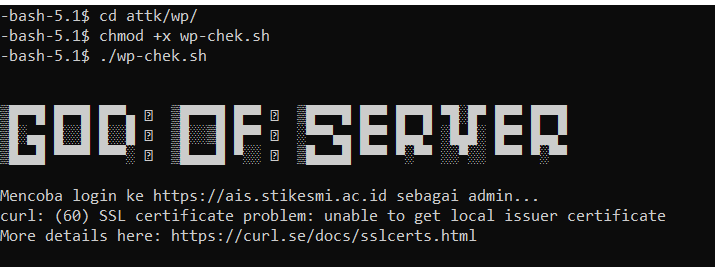 -bash-5.1$ cd attk/wp/
-bash-5.1$ chmod +x wp-chek.sh
-bash-5.1$ ./wp-chek.sh
GOD OF SERVER
Mencoba login ke https://ais.stikesmi.ac.id sebagai admin...
curl: (60) SSL certificate problem: unable to get local issuer certificate
More details here: https://curl.se/docs/sslcerts.html